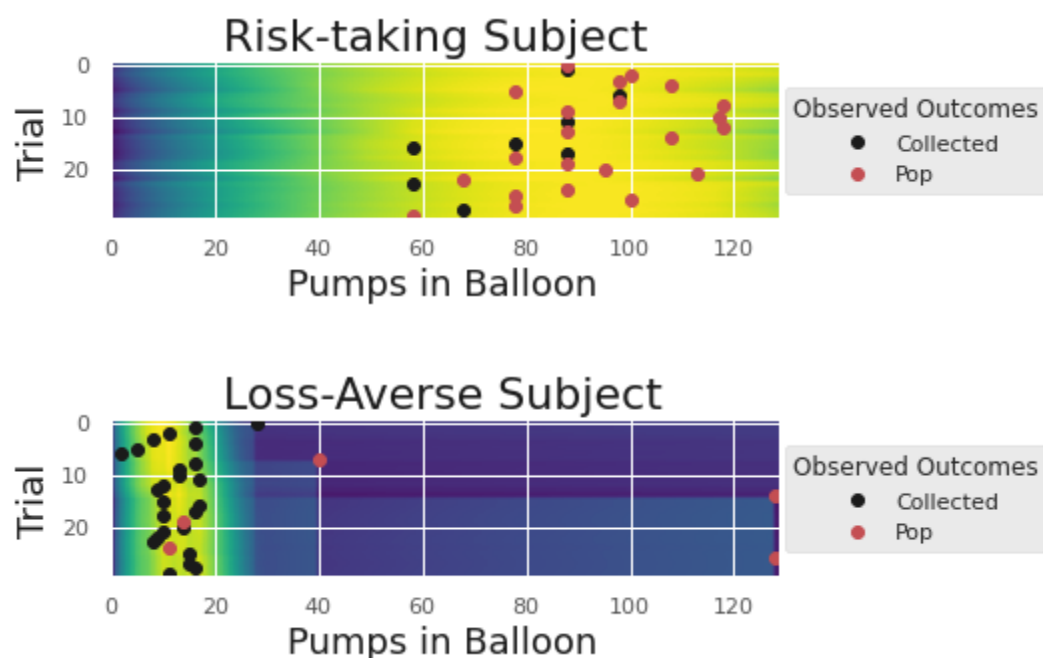 Risk-taking Subject
0
10
20
Trial
0 20 40 60 80 100 120
Pumps in Balloon
Observed Outcomes
Collected
Pop
Loss-Averse Subject
0
10
20
Trial
0 20 40 60 80 100 120
Pumps in Balloon
Observed Outcomes
Collected
Pop